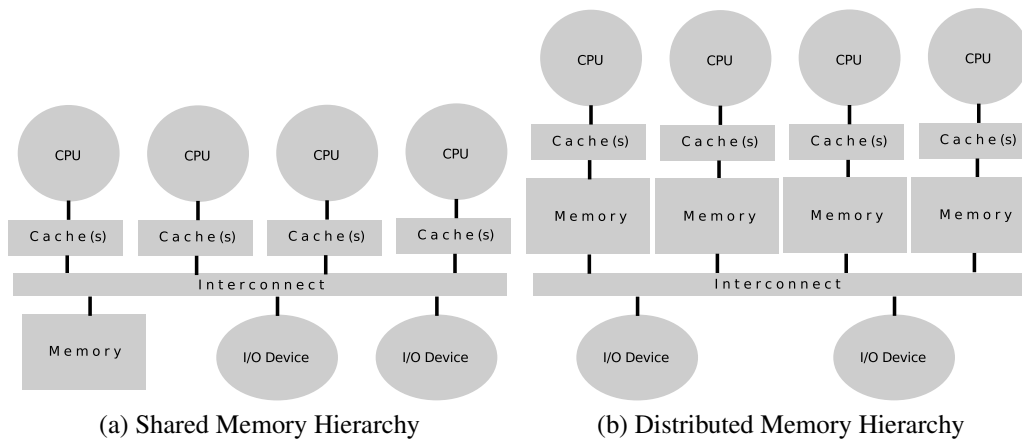 CPU CPU CPU CPU
Cache(s) Cache(s) Cache(s) Cache(s)
Interconnect
Memory I/O Device I/O Device
(a) Shared Memory Hierarchy
CPU CPU CPU CPU
Cache(s) Cache(s) Cache(s) Cache(s)
Memory Memory Memory Memory
Interconnect
I/O Device I/O Device
(b) Distributed Memory Hierarchy